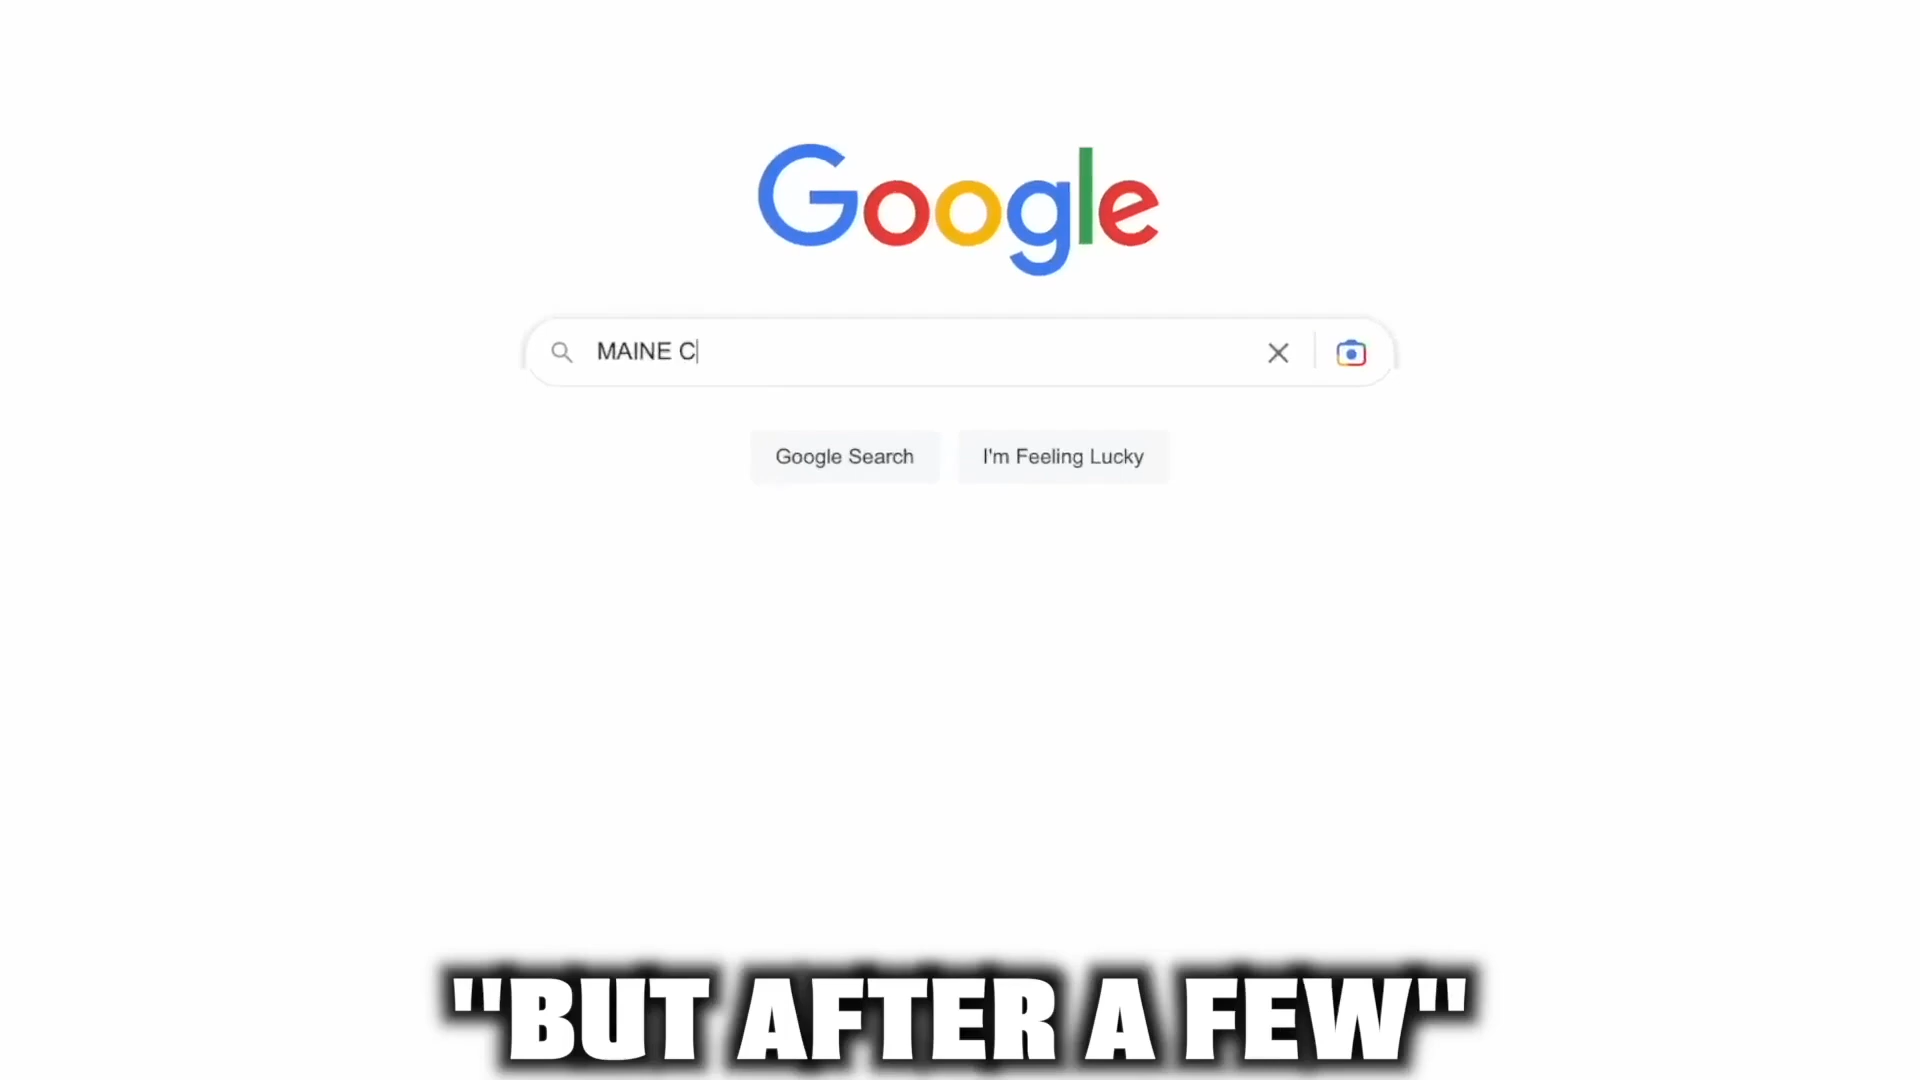 Google
MAINE C
Google Search
I'm Feeling Lucky
"BUT AFTER A FEW"